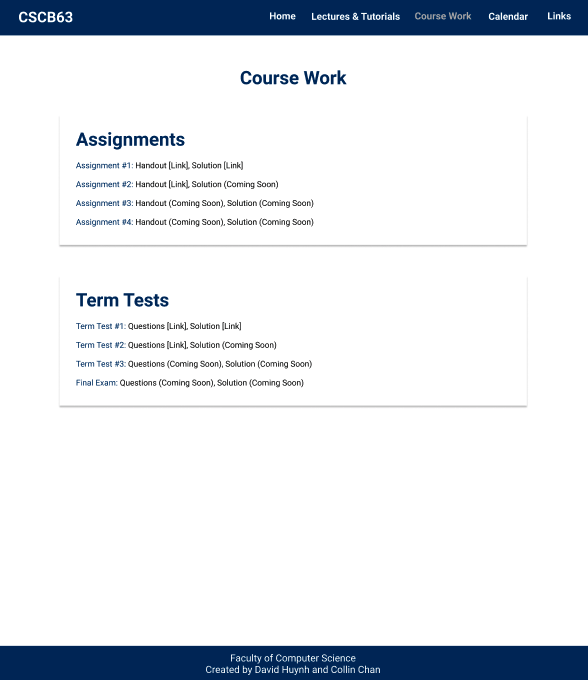 CSCB63
Home Lectures & Tutorials Course Work Calendar Links
Course Work
Assignments
Assignment #1: Handout [Link], Solution [Link]
Assignment #2: Handout [Link], Solution (Coming Soon)
Assignment #3: Handout (Coming Soon), Solution (Coming Soon)
Assignment #4: Handout (Coming Soon), Solution (Coming Soon)
Term Tests
Term Test #1: Questions [Link], Solution [Link]
Term Test #2: Questions [Link], Solution (Coming Soon)
Term Test #3: Questions (Coming Soon), Solution (Coming Soon)
Final Exam: Questions (Coming Soon), Solution (Coming Soon)
Faculty of Computer Science
Created by David Huynh and Collin Chan